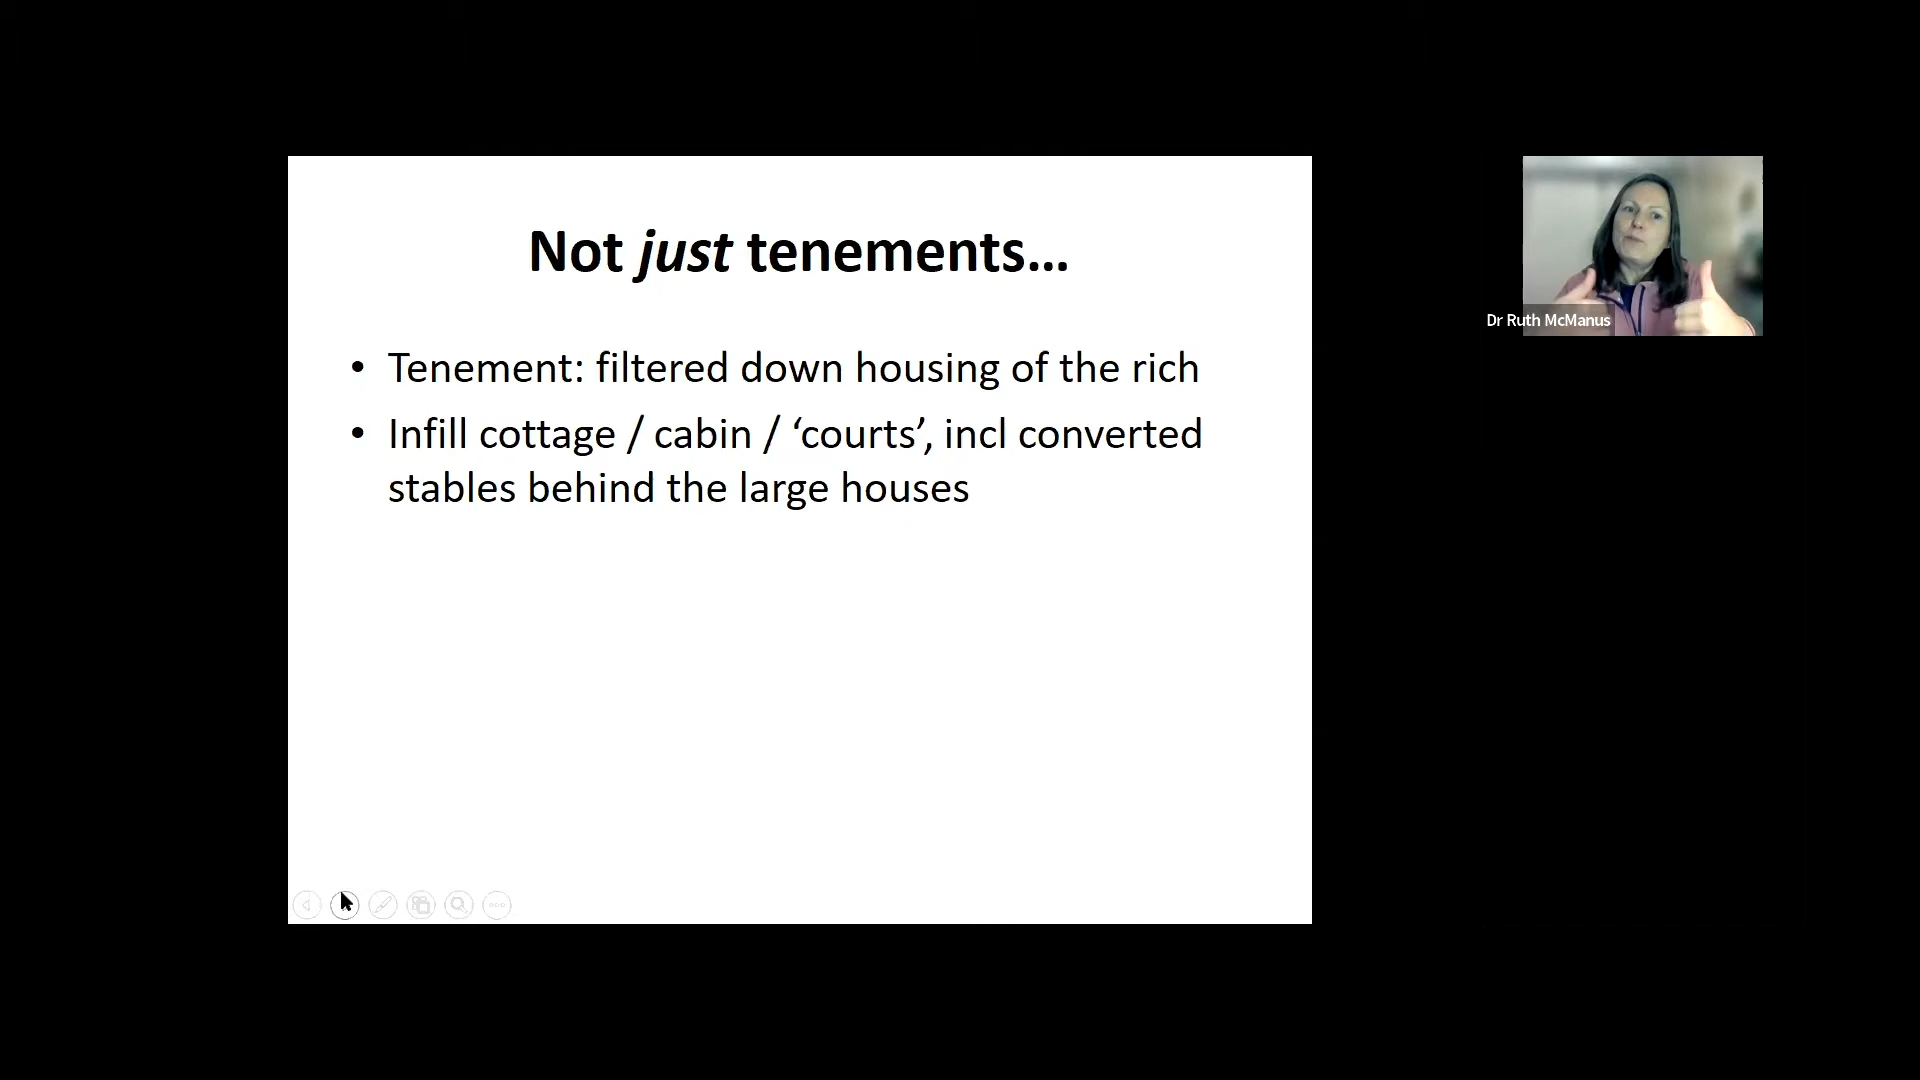 Not just tenements...
• Tenement: filtered down housing of the rich
• Infill cottage / cabin / ‘courts’, incl converted
stables behind the large houses
Dr Ruth McManus